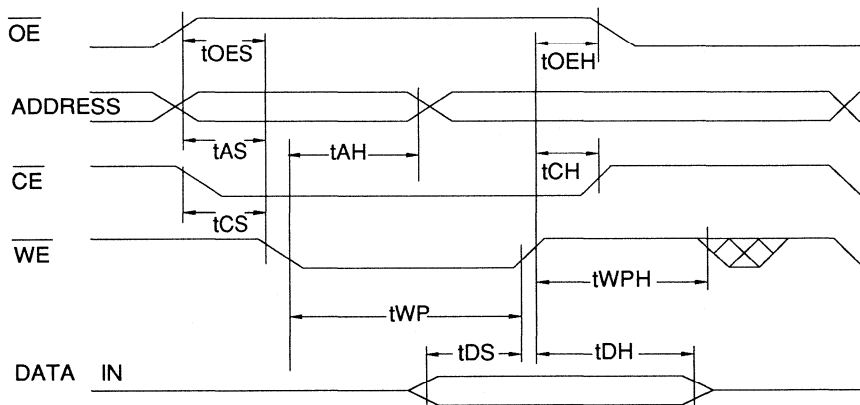 OE
tOES
tOEH
ADDRESS
tAS
tAH
tCH
CE
tCS
WE
tWPH
tWP
tDS
tDH
DATA IN